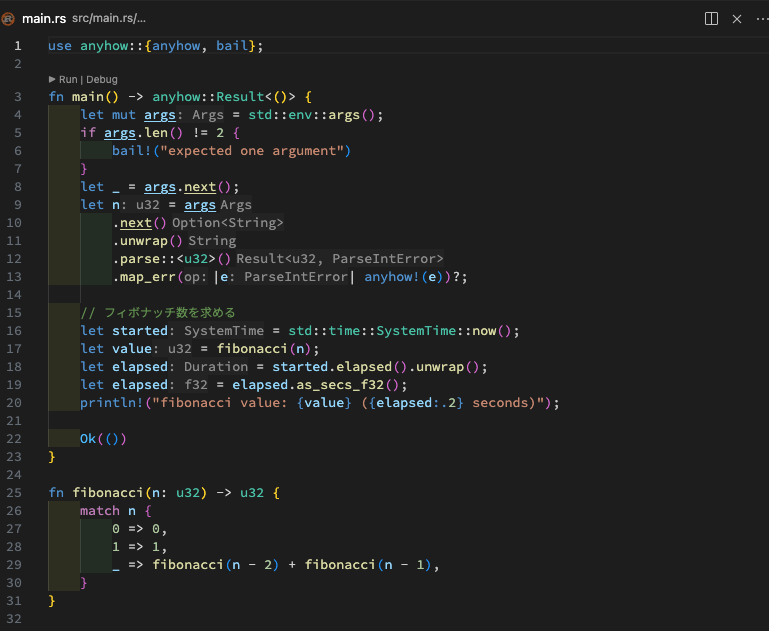 main.rs src/main.rs/...
1 use anyhow::{anyhow, bail};
2
Run | Debug
3 fn main() -> anyhow::Result<()> {
4     let mut args: Args = std::env::args();
5     if args.len() != 2 {
6         bail!("expected one argument")
7     }
8     let _ = args.next();
9     let n: u32 = args Args
10         .next() Option<String>
11         .unwrap() String
12         .parse::<u32>() Result<u32, ParseIntError>
13         .map_err(op: |e: ParseIntError| anyhow!(e))?;
14
15     // フィボナッチ数を求める
16     let started: SystemTime = std::time::SystemTime::now();
17     let value: u32 = fibonacci(n);
18     let elapsed: Duration = started.elapsed().unwrap();
19     let elapsed: f32 = elapsed.as_secs_f32();
20     println!("fibonacci value: {value} ({elapsed:.2} seconds)");
21
22     Ok(())
23 }
24
25 fn fibonacci(n: u32) -> u32 {
26     match n {
27         0 => 0,
28         1 => 1,
29         _ => fibonacci(n - 2) + fibonacci(n - 1),
30     }
31 }
32